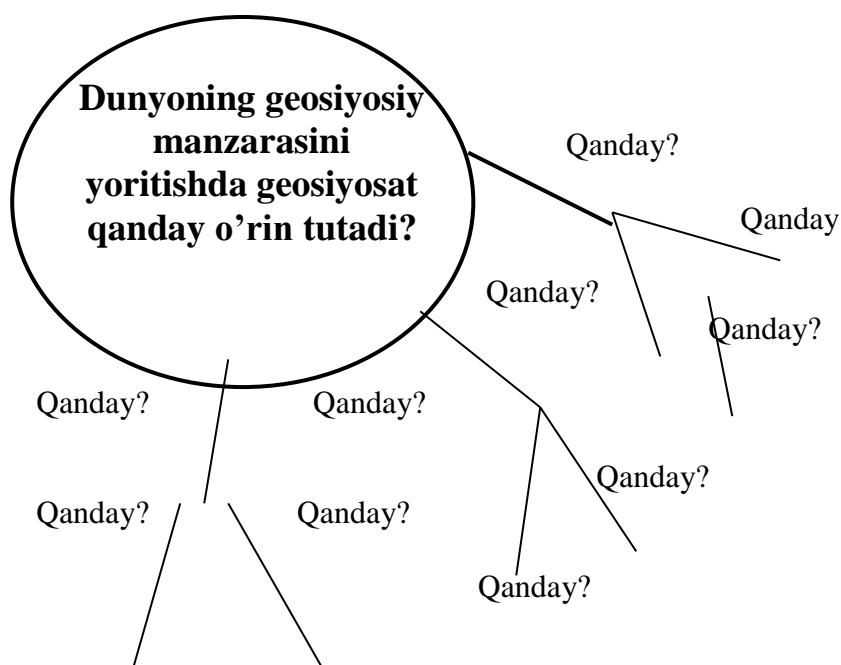 Dunyoning geosiyosiy
manzarasini
yoritishda geosiyosat
qanday o’rin tutadi?
Qanday?
Qanday
Qanday?
Qanday?
Qanday?
Qanday?
Qanday?
Qanday?
Qanday?
Qanday?